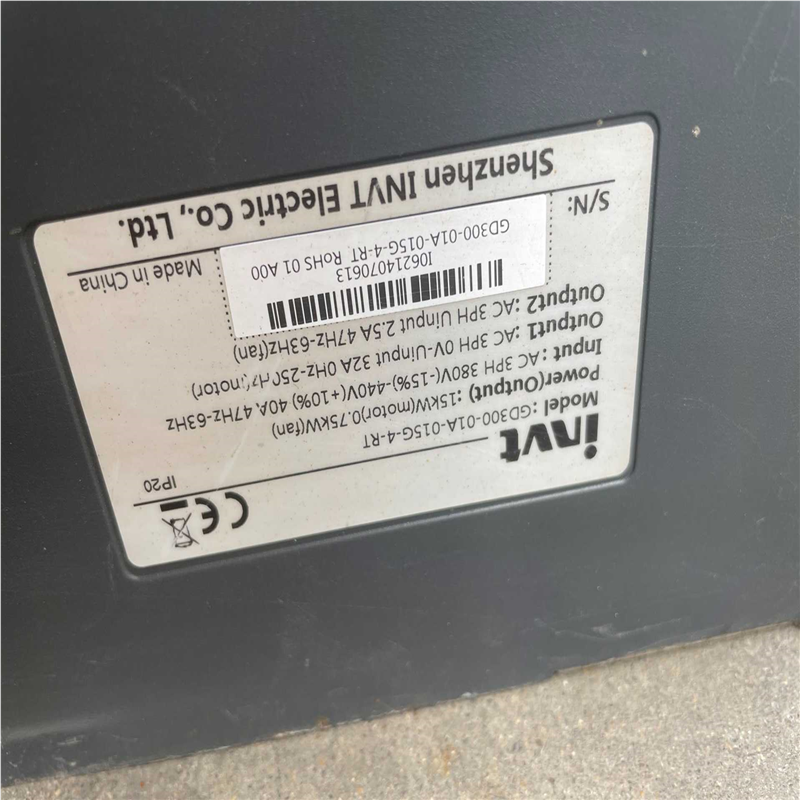 CE
IP20
invt
Model : GD300-01A-015G-4-RT
Power(Output) : 15kW(motor)0.75kW(fan)
Input : AC 3PH 380V(-15%)-440V(+10%) 40A 47Hz-63Hz
Output1 : AC 3PH 0V-Uinput 32A 0Hz-250Hz(motor)
Output2 : AC 3PH Uinput 2.5A 47Hz-63Hz(fan)
I06214070613
GD300-01A-015G-4-RT RoHS 01 A00
S/N:
Made in China
Shenzhen INVT Electric Co., Ltd.